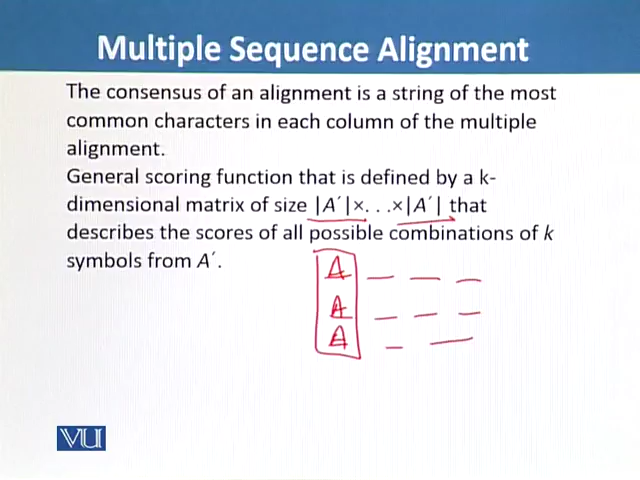 Multiple Sequence Alignment
The consensus of an alignment is a string of the most
common characters in each column of the multiple
alignment.
General scoring function that is defined by a k-
dimensional matrix of size |A´|×. . .×|A´| that
describes the scores of all possible combinations of k
symbols from A´.
A _ _ _
A _ _ _
A _ _
VU